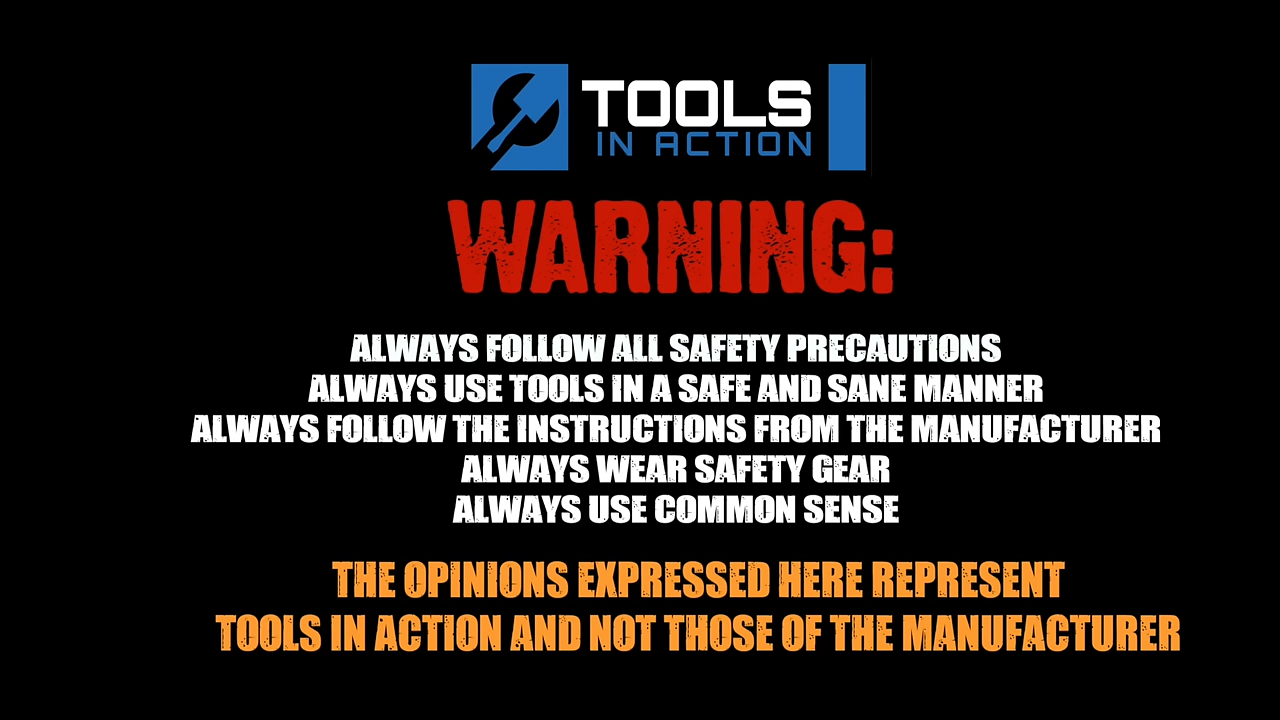 TOOLS
IN ACTION
WARNING:
ALWAYS FOLLOW ALL SAFETY PRECAUTIONS
ALWAYS USE TOOLS IN A SAFE AND SANE MANNER
ALWAYS FOLLOW THE INSTRUCTIONS FROM THE MANUFACTURER
ALWAYS WEAR SAFETY GEAR
ALWAYS USE COMMON SENSE
THE OPINIONS EXPRESSED HERE REPRESENT
TOOLS IN ACTION AND NOT THOSE OF THE MANUFACTURER